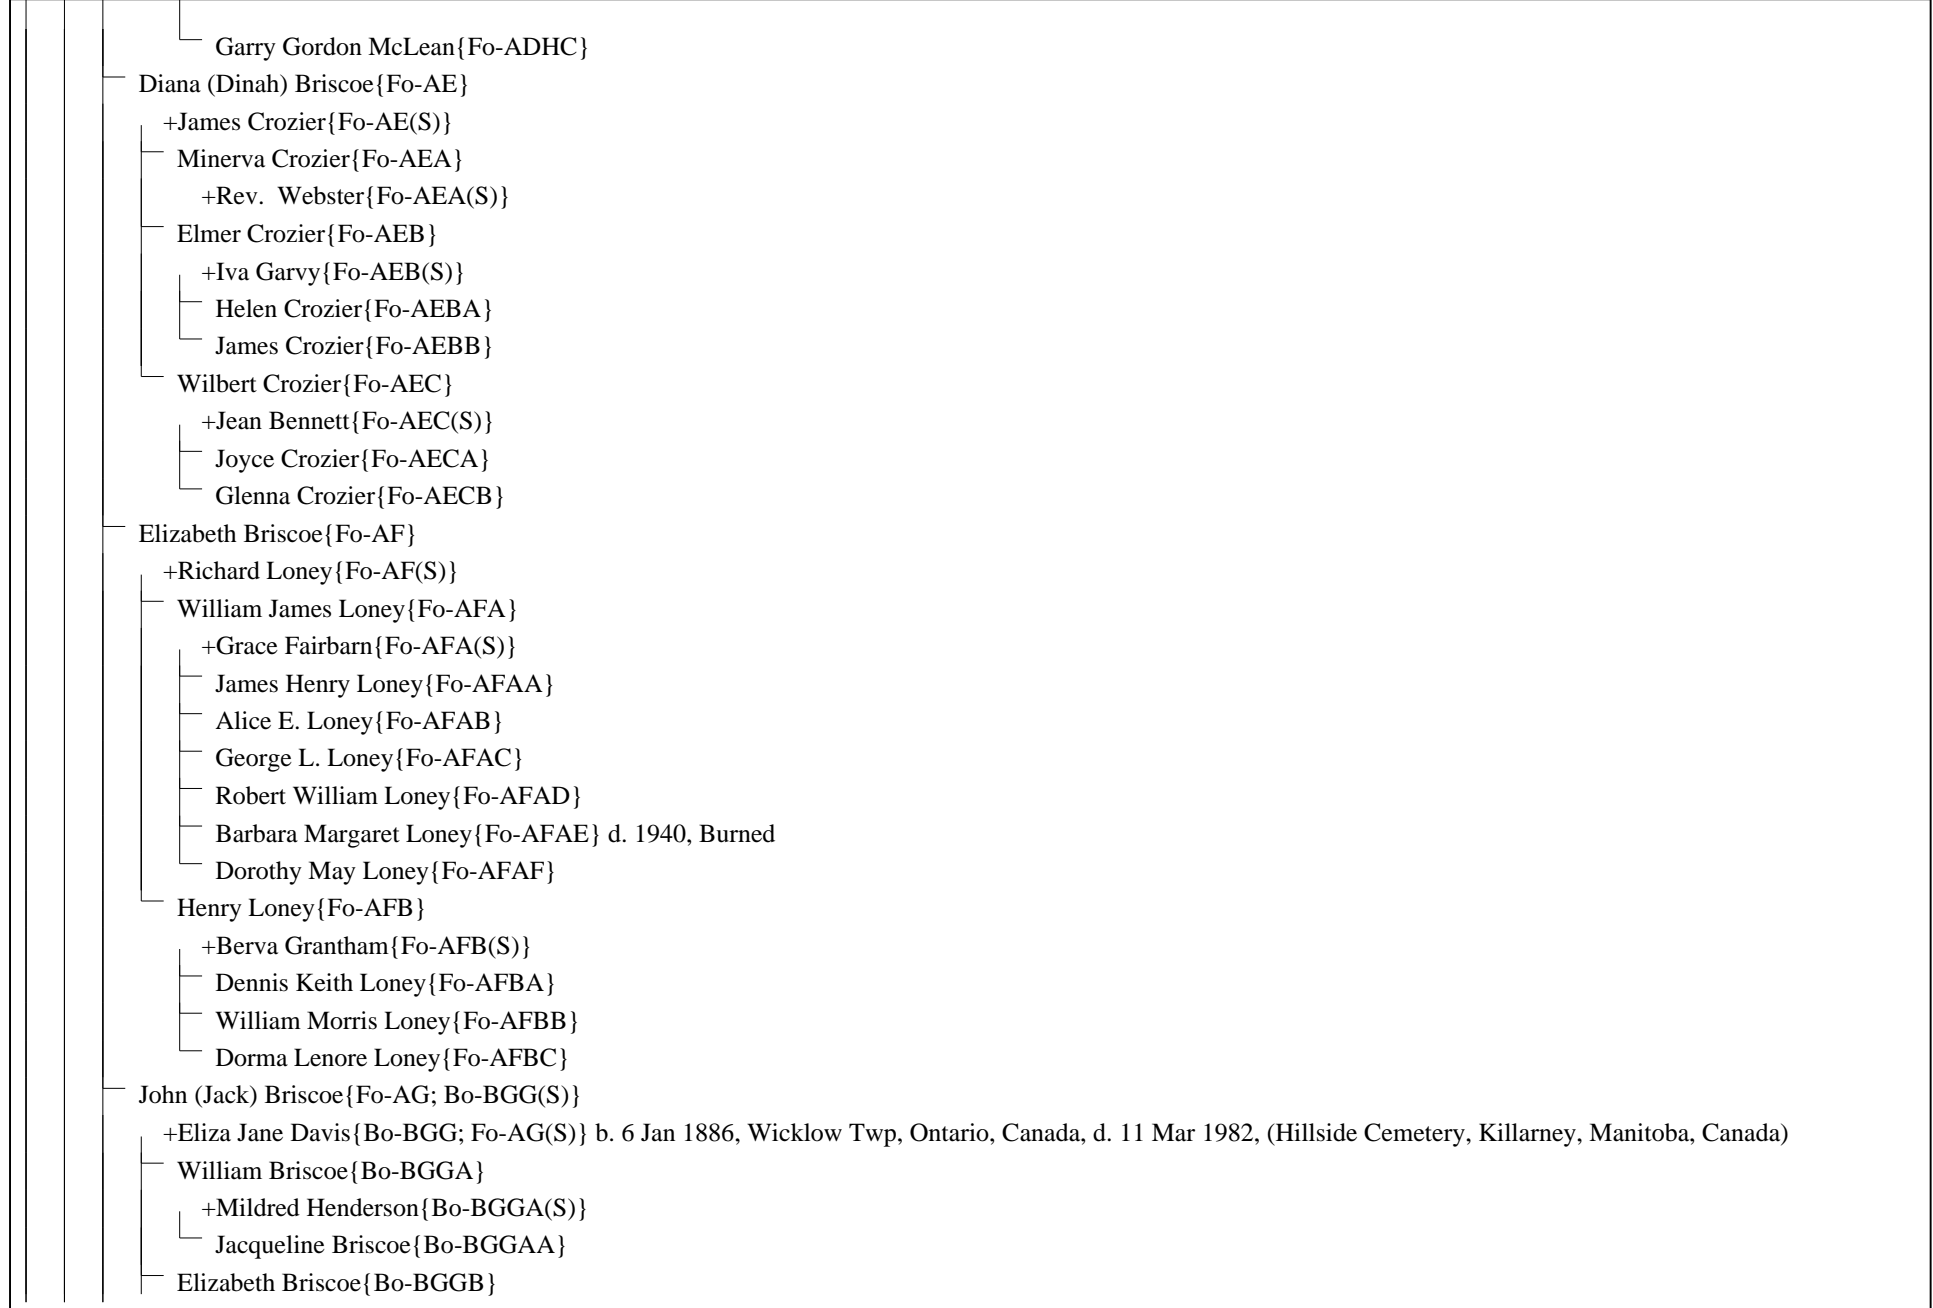 Garry Gordon McLean{Fo-ADHC}
Diana (Dinah) Briscoe{Fo-AE}
+James Crozier{Fo-AE(S)}
Minerva Crozier{Fo-AEA}
+Rev.  Webster{Fo-AEA(S)}
Elmer Crozier{Fo-AEB}
+Iva Garvy{Fo-AEB(S)}
Helen Crozier{Fo-AEBA}
James Crozier{Fo-AEBB}
Wilbert Crozier{Fo-AEC}
+Jean Bennett{Fo-AEC(S)}
Joyce Crozier{Fo-AECA}
Glenna Crozier{Fo-AECB}
Elizabeth Briscoe{Fo-AF}
+Richard Loney{Fo-AF(S)}
William James Loney{Fo-AFA}
+Grace Fairbarn{Fo-AFA(S)}
James Henry Loney{Fo-AFAA}
Alice E. Loney{Fo-AFAB}
George L. Loney{Fo-AFAC}
Robert William Loney{Fo-AFAD}
Barbara Margaret Loney{Fo-AFAE} d. 1940, Burned
Dorothy May Loney{Fo-AFAF}
Henry Loney{Fo-AFB}
+Berva Grantham{Fo-AFB(S)}
Dennis Keith Loney{Fo-AFBA}
William Morris Loney{Fo-AFBB}
Dorma Lenore Loney{Fo-AFBC}
John (Jack) Briscoe{Fo-AG; Bo-BGG(S)}
+Eliza Jane Davis{Bo-BGG; Fo-AG(S)} b. 6 Jan 1886, Wicklow Twp, Ontario, Canada, d. 11 Mar 1982, (Hillside Cemetery, Killarney, Manitoba, Canada)
William Briscoe{Bo-BGGA}
+Mildred Henderson{Bo-BGGA(S)}
Jacqueline Briscoe{Bo-BGGAA}
Elizabeth Briscoe{Bo-BGGB}